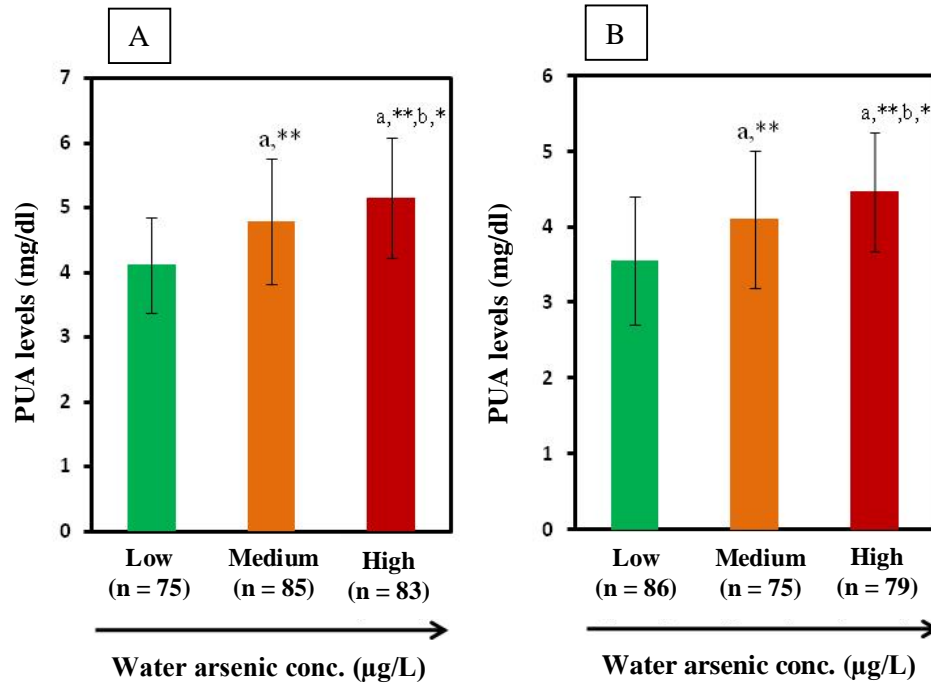 A
PUA levels (mg/dl)
7
6
5
4
3
2
1
0
a,**
a,**,b,*
Low Medium High
(n = 75) (n = 85) (n = 83)
Water arsenic conc. (µg/L)
B
PUA levels (mg/dl)
6
5
4
3
2
1
0
a,**
a,**,b,*
Low Medium High
(n = 86) (n = 75) (n = 79)
Water arsenic conc. (µg/L)